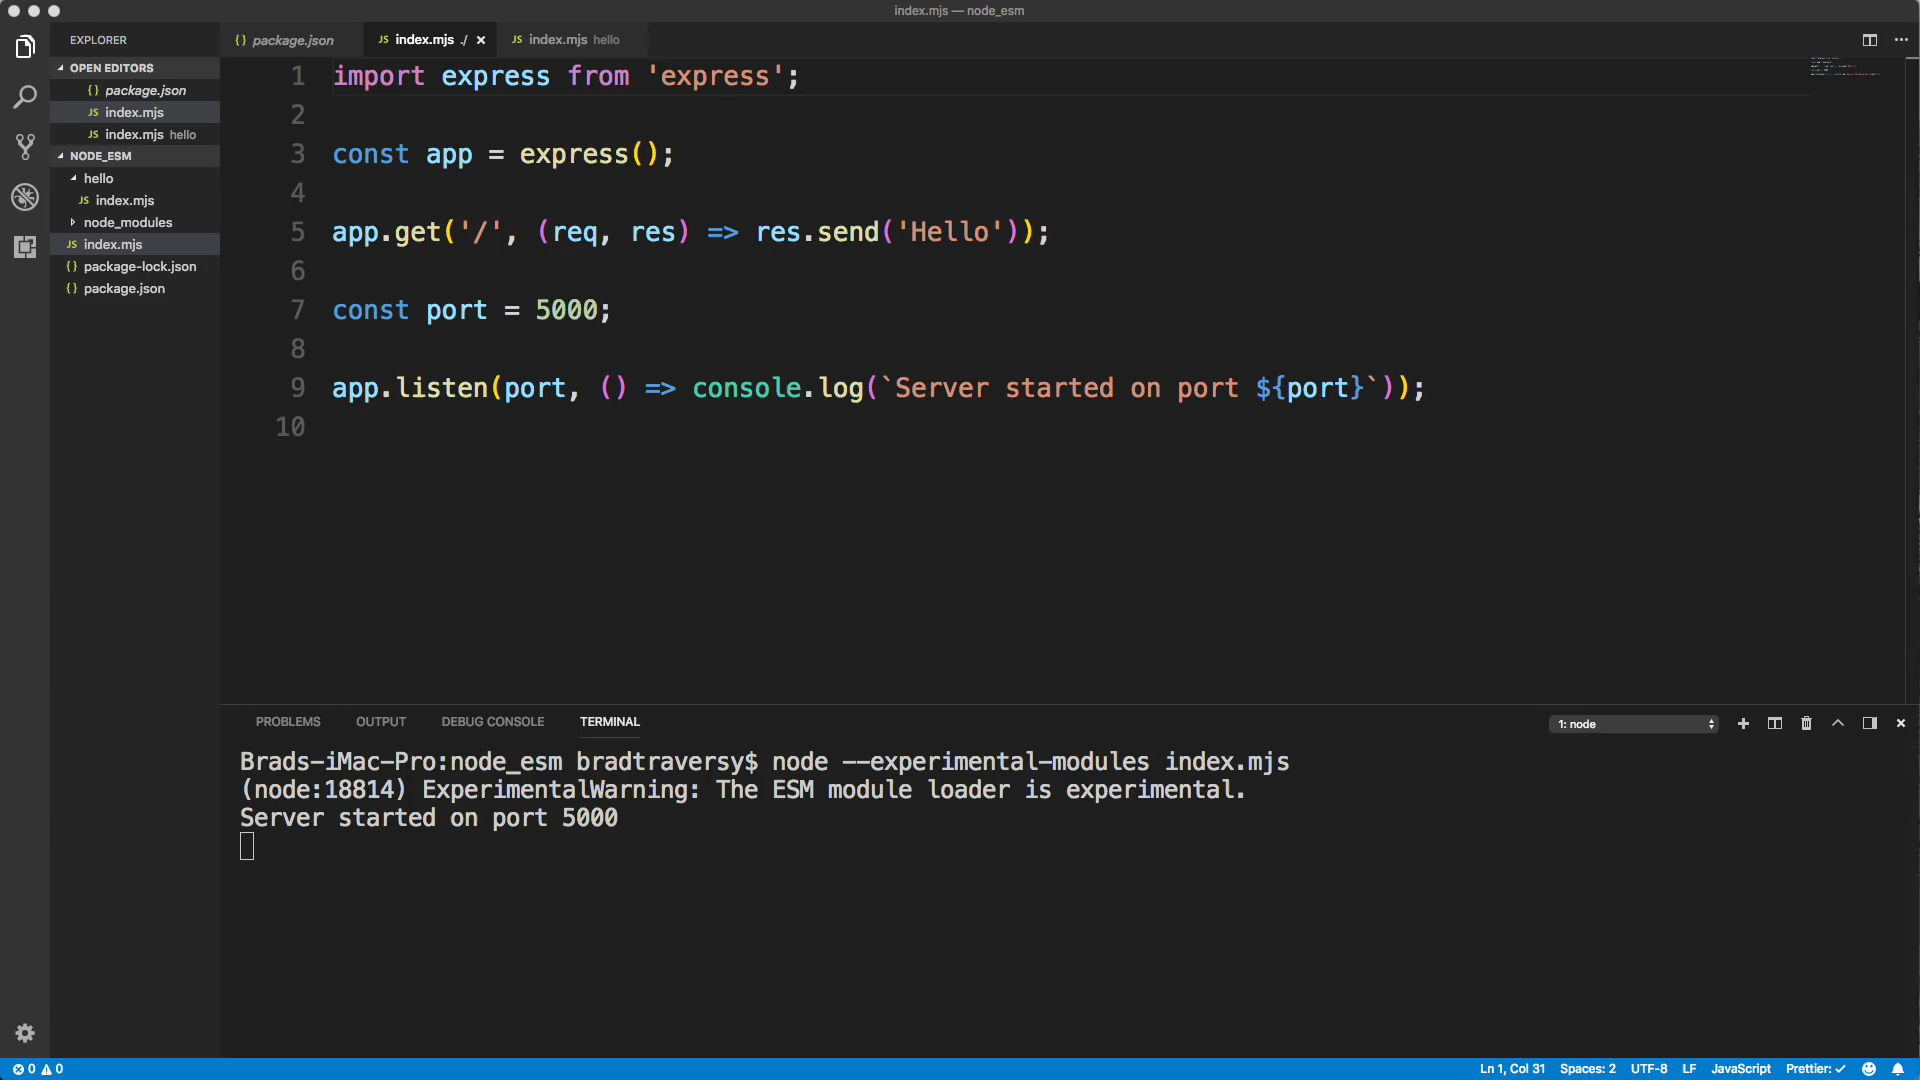 index.mjs — node_esm
EXPLORER
OPEN EDITORS
{} package.json
JS index.mjs
JS index.mjs hello
NODE_ESM
hello
JS index.mjs
node_modules
JS index.mjs
{} package-lock.json
{} package.json
{} package.json JS index.mjs ./ × JS index.mjs hello
1 import express from 'express';
2
3 const app = express();
4
5 app.get('/', (req, res) => res.send('Hello'));
6
7 const port = 5000;
8
9 app.listen(port, () => console.log(`Server started on port ${port}`));
10
PROBLEMS OUTPUT DEBUG CONSOLE TERMINAL 1: node
Brads-iMac-Pro:node_esm bradtraversy$ node --experimental-modules index.mjs
(node:18814) ExperimentalWarning: The ESM module loader is experimental.
Server started on port 5000
0 0 Ln 1, Col 31 Spaces: 2 UTF-8 LF JavaScript Prettier: ✓